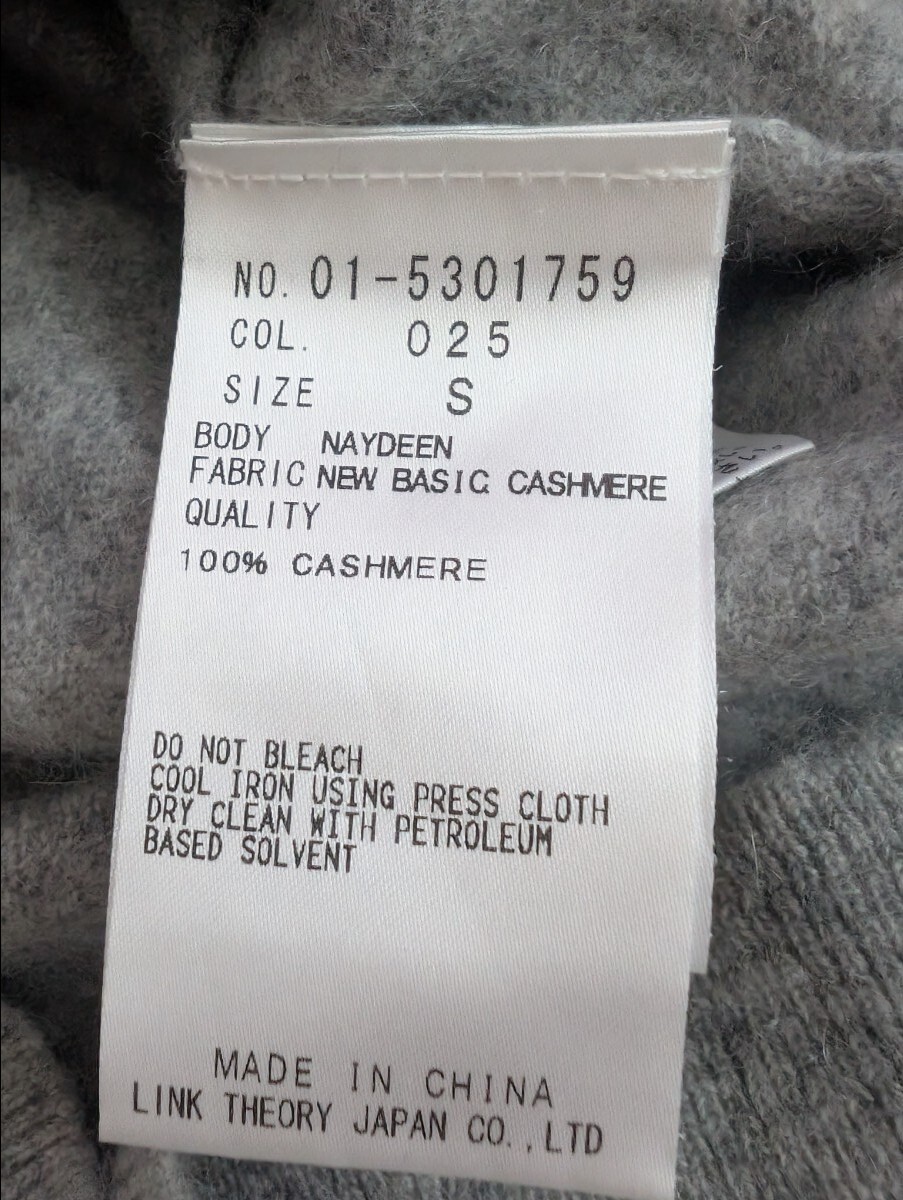 NO. 01-5301759
COL. 025
SIZE S
BODY NAYDEEN
FABRIC NEW BASIC CASHMERE
QUALITY
100% CASHMERE
DO NOT BLEACH
COOL IRON USING PRESS CLOTH
DRY CLEAN WITH PETROLEUM
BASED SOLVENT
MADE IN CHINA
LINK THEORY JAPAN CO.,LTD